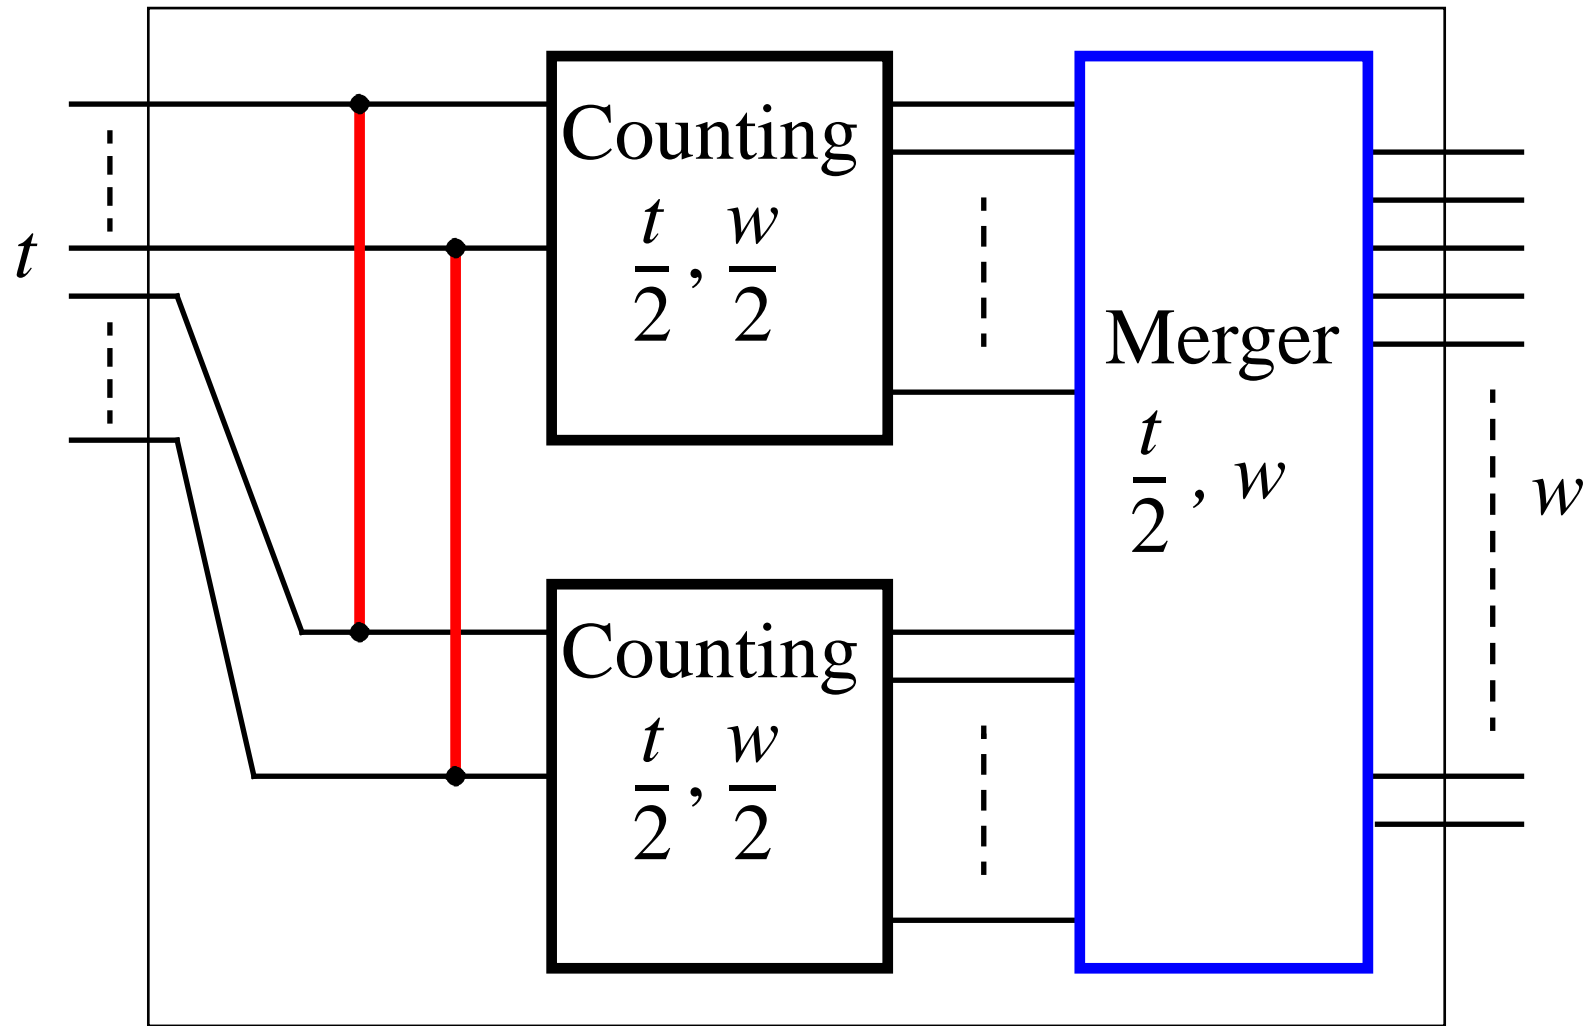 t
Counting
t/2 , w/2
Counting
t/2 , w/2
Merger
t/2 , w
w